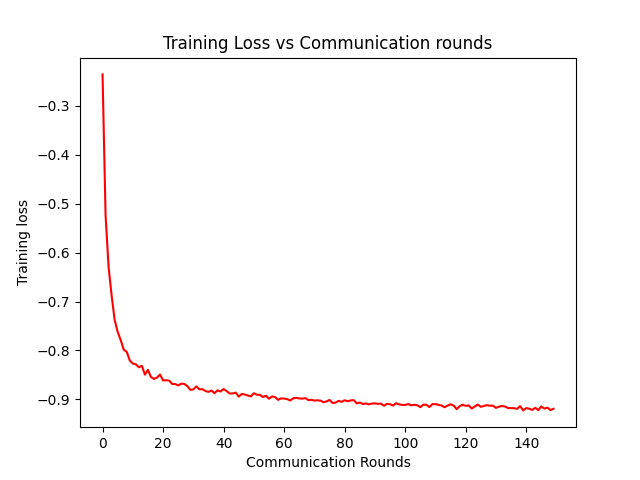 Training Loss vs Communication rounds
−0.3
−0.4
−0.5
−0.6
−0.7
−0.8
−0.9
Training loss
0 20 40 60 80 100 120 140
Communication Rounds